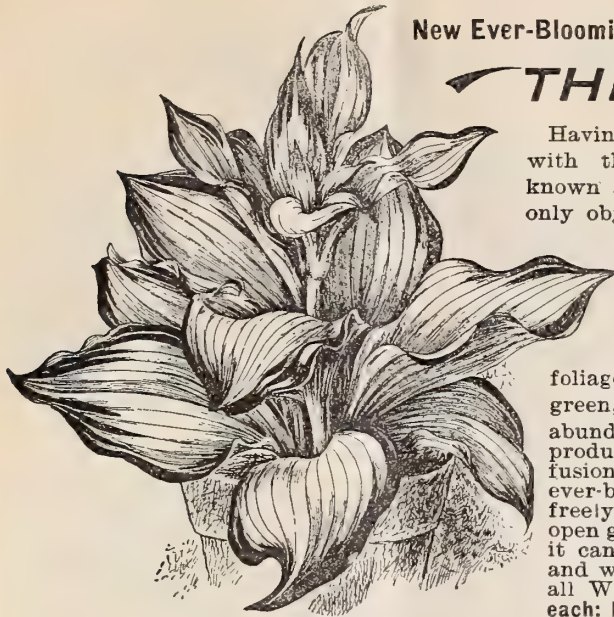 New Ever-Bloomi
TH
Havin
with th
known
only ob
foliage
green,
abund
produ
fusion
ever-b
freely
open g
it can
and w
all W
each: